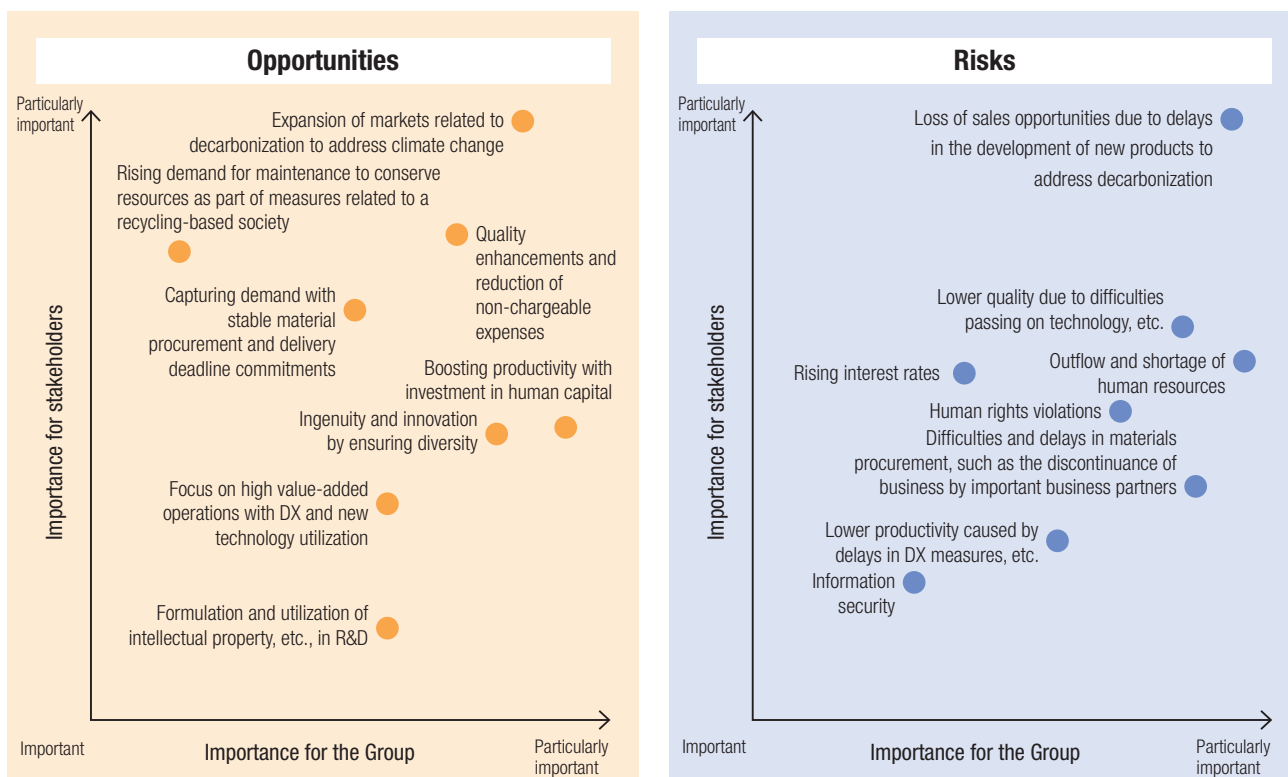 Opportunities
Particularly
important
Expansion of markets related to
decarbonization to address climate change
Rising demand for maintenance to conserve
resources as part of measures related to a
recycling-based society
Quality
enhancements and
reduction of
non-chargeable
expenses
Capturing demand with
stable material
procurement and delivery
deadline commitments
Boosting productivity with
investment in human capital
Ingenuity and innovation
by ensuring diversity
Focus on high value-added
operations with DX and new
technology utilization
Formulation and utilization of
intellectual property, etc., in R&D
Importance for stakeholders
Important
Importance for the Group
Particularly
important
Risks
Particularly
important
Loss of sales opportunities due to delays
in the development of new products to
address decarbonization
Lower quality due to difficulties
passing on technology, etc.
Outflow and shortage of
human resources
Rising interest rates
Human rights violations
Difficulties and delays in materials
procurement, such as the discontinuance of
business by important business partners
Lower productivity caused by
delays in DX measures, etc.
Information
security
Importance for stakeholders
Important
Importance for the Group
Particularly
important